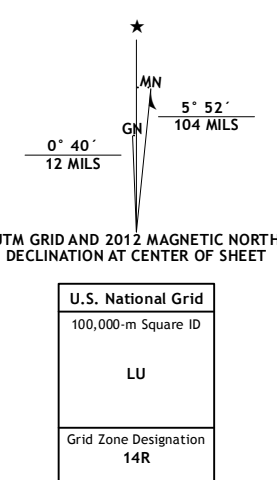 ★
MN
GN
5° 52´
104 MILS
0° 40´
12 MILS
UTM GRID AND 2012 MAGNETIC NORTH
DECLINATION AT CENTER OF SHEET
U.S. National Grid
100,000-m Square ID
LU
Grid Zone Designation
14R